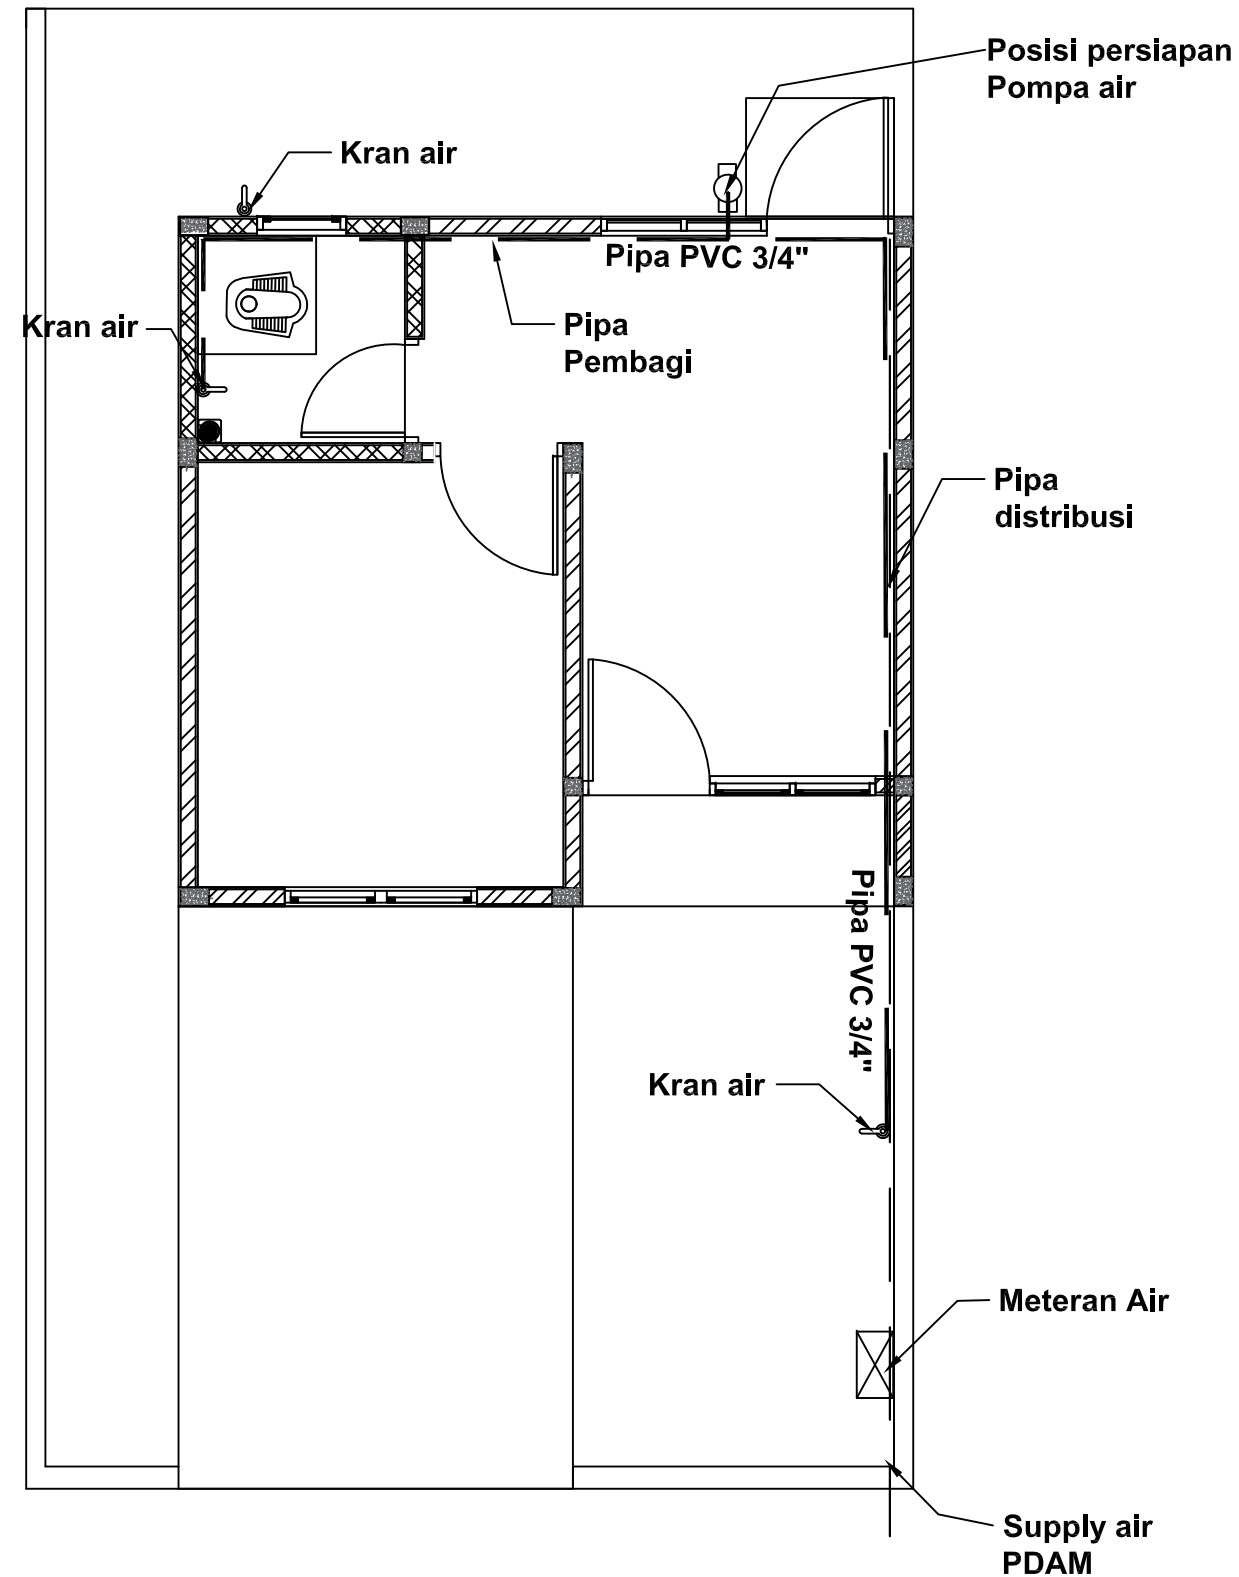 Posisi persiapan
Pompa air
Kran air
Pipa PVC 3/4"
Kran air
Pipa
Pembagi
Pipa
distribusi
Pipa PVC 3/4"
Kran air
Meteran Air
Supply air
PDAM